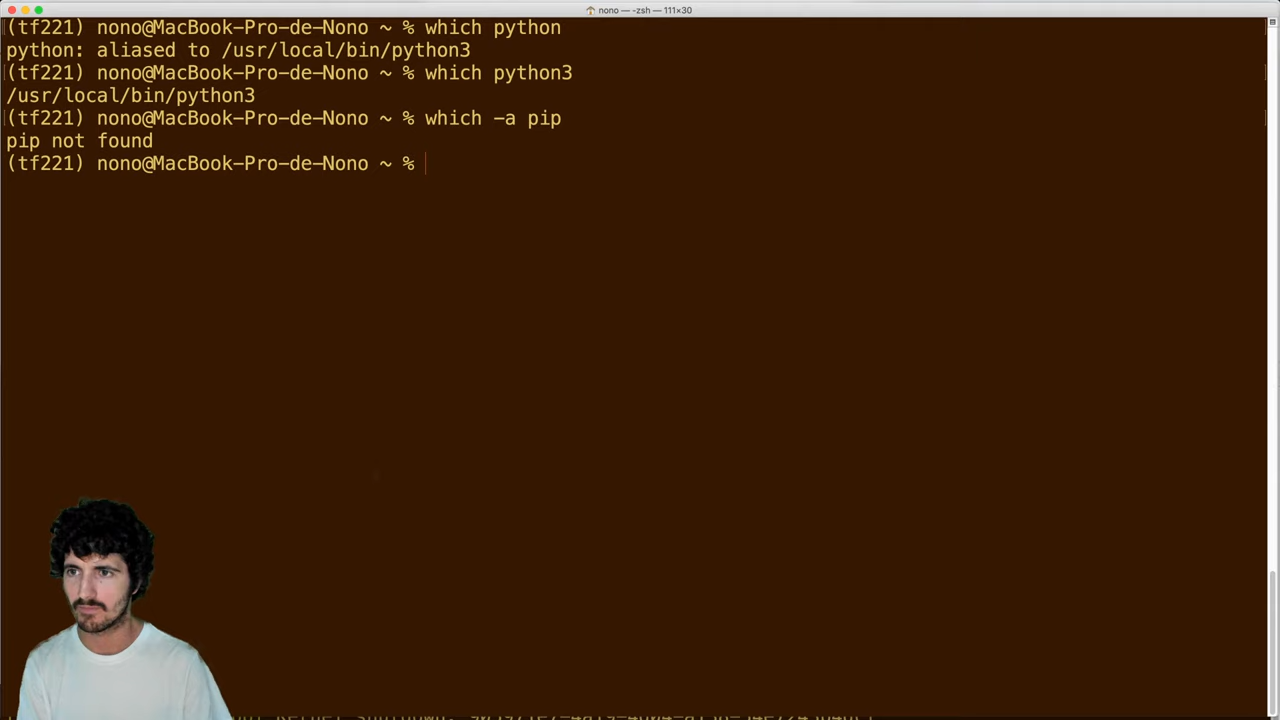 nono — -zsh — 111×30
(tf221) nono@MacBook-Pro-de-Nono ~ % which python
python: aliased to /usr/local/bin/python3
(tf221) nono@MacBook-Pro-de-Nono ~ % which python3
/usr/local/bin/python3
(tf221) nono@MacBook-Pro-de-Nono ~ % which -a pip
pip not found
(tf221) nono@MacBook-Pro-de-Nono ~ %